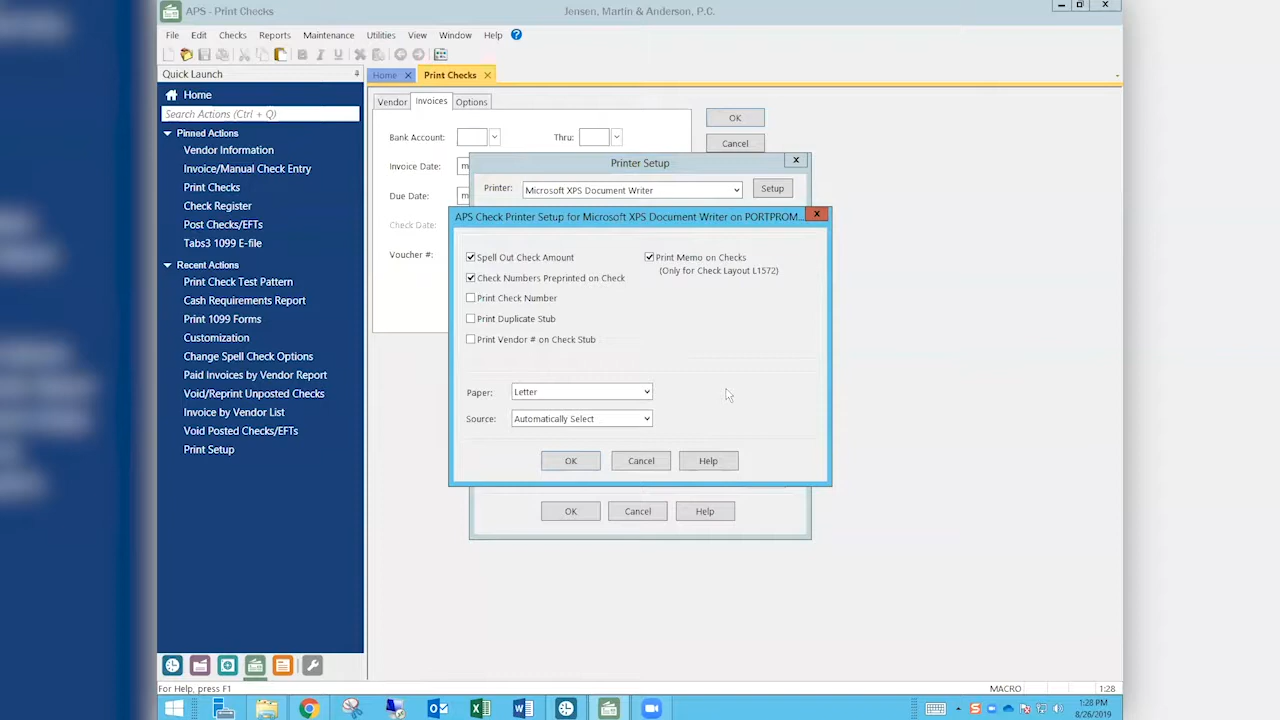 APS - Print Checks
Jensen, Martin & Anderson, P.C.
File Edit Checks Reports Maintenance Utilities View Window Help
Quick Launch
Home
Print Checks
Home
Search Actions (Ctrl + Q)
Pinned Actions
Vendor Information
Invoice/Manual Check Entry
Print Checks
Check Register
Post Checks/EFTs
Tabs3 1099 E-file
Recent Actions
Print Check Test Pattern
Cash Requirements Report
Print 1099 Forms
Customization
Change Spell Check Options
Paid Invoices by Vendor Report
Void/Reprint Unposted Checks
Invoice by Vendor List
Void Posted Checks/EFTs
Print Setup
Vendor Invoices Options
Bank Account:
Thru:
OK
Cancel
Invoice Date:
Due Date:
Check Date:
Voucher #:
Printer Setup
Printer: Microsoft XPS Document Writer
Setup
APS Check Printer Setup for Microsoft XPS Document Writer on PORTPROM...
Spell Out Check Amount
Check Numbers Preprinted on Check
Print Check Number
Print Duplicate Stub
Print Vendor # on Check Stub
Print Memo on Checks
(Only for Check Layout L1572)
Paper: Letter
Source: Automatically Select
OK Cancel Help
OK Cancel Help
For Help, press F1
MACRO
1:28
1:28 PM
8/26/2019